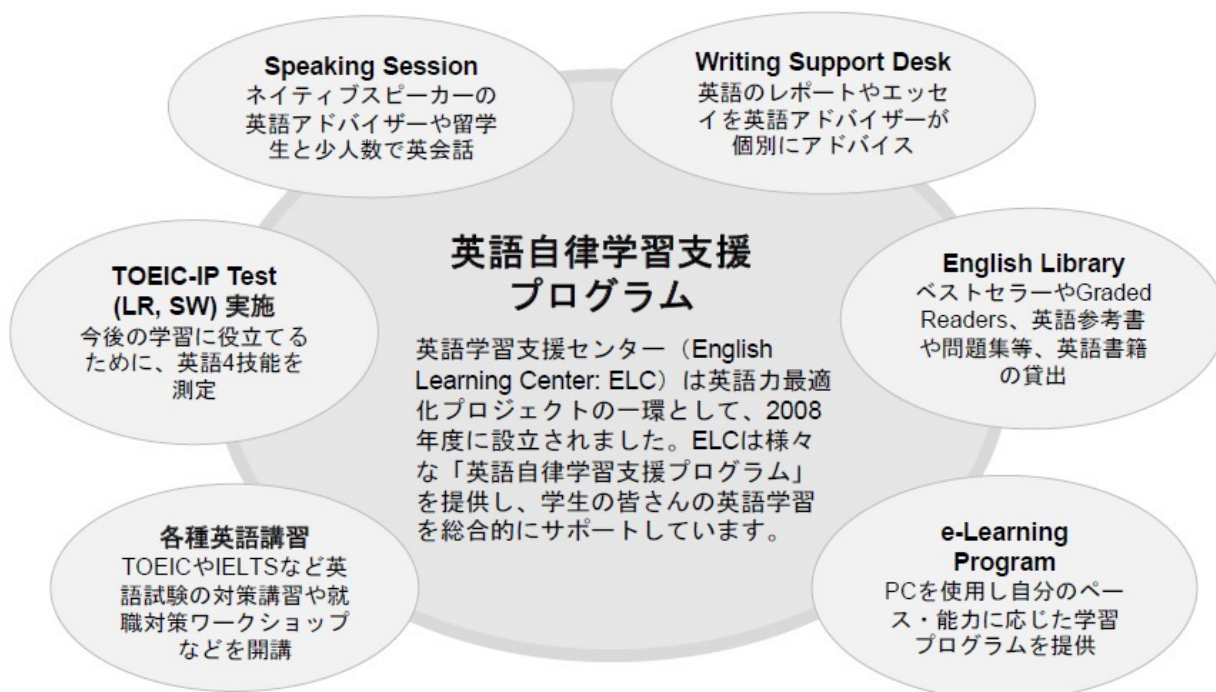 Speaking Session
ネイティブスピーカーの
英語アドバイザーや留学
生と少人数で英会話
Writing Support Desk
英語のレポートやエッセ
イを英語アドバイザーが
個別にアドバイス
TOEIC-IP Test
(LR, SW) 実施
今後の学習に役立てる
ために、英語4技能を
測定
英語自律学習支援
プログラム
英語学習支援センター（English
Learning Center: ELC）は英語力最適
化プロジェクトの一環として、2008
年度に設立されました。ELCは様々
な「英語自律学習支援プログラム」
を提供し、学生の皆さんの英語学習
を総合的にサポートしています。
English Library
ベストセラーやGraded
Readers、英語参考書
や問題集等、英語書籍
の貸出
各種英語講習
TOEICやIELTSなど英
語試験の対策講習や就
職対策ワークショップ
などを開講
e-Learning
Program
PCを使用し自分のペー
ス・能力に応じた学習
プログラムを提供